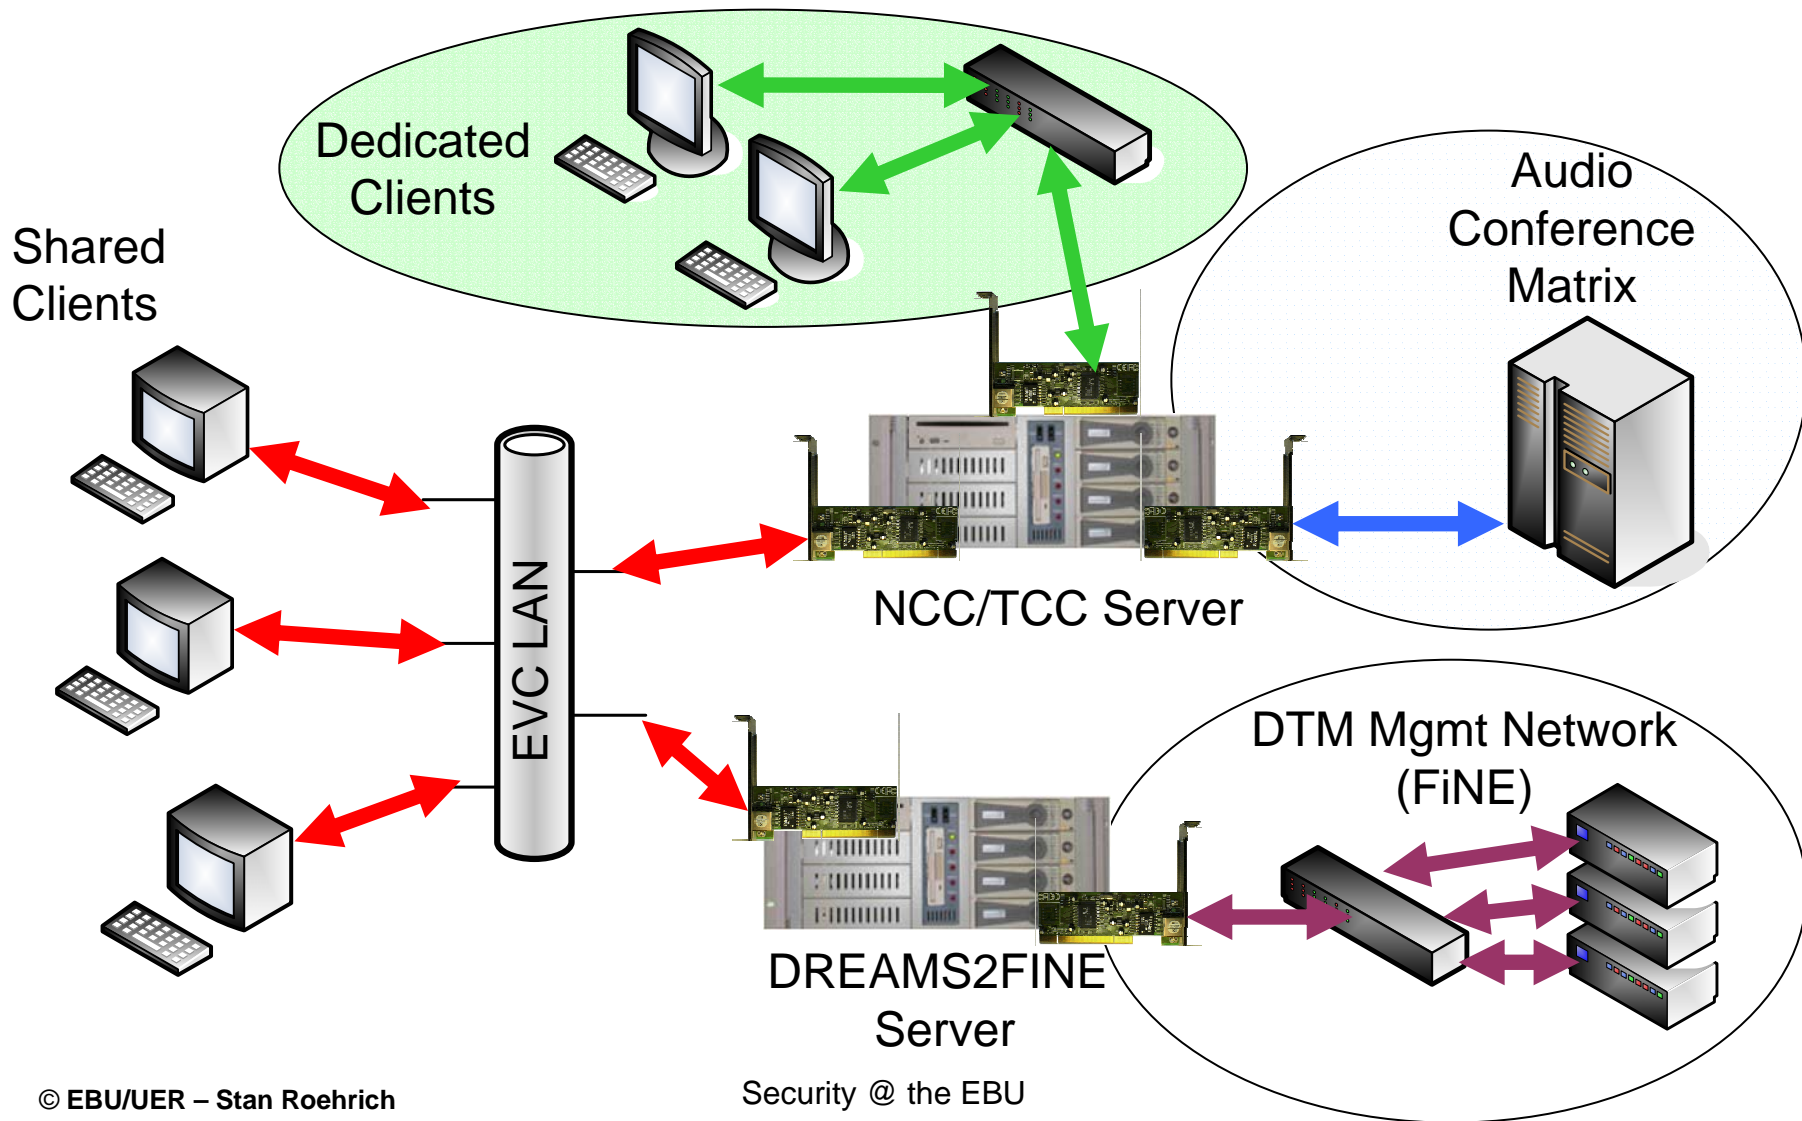 Dedicated
Clients
Shared
Clients
Audio
Conference
Matrix
EVC LAN
NCC/TCC Server
DTM Mgmt Network
(FiNE)
DREAMS2FINE
Server
© EBU/UER – Stan Roehrich
Security @ the EBU